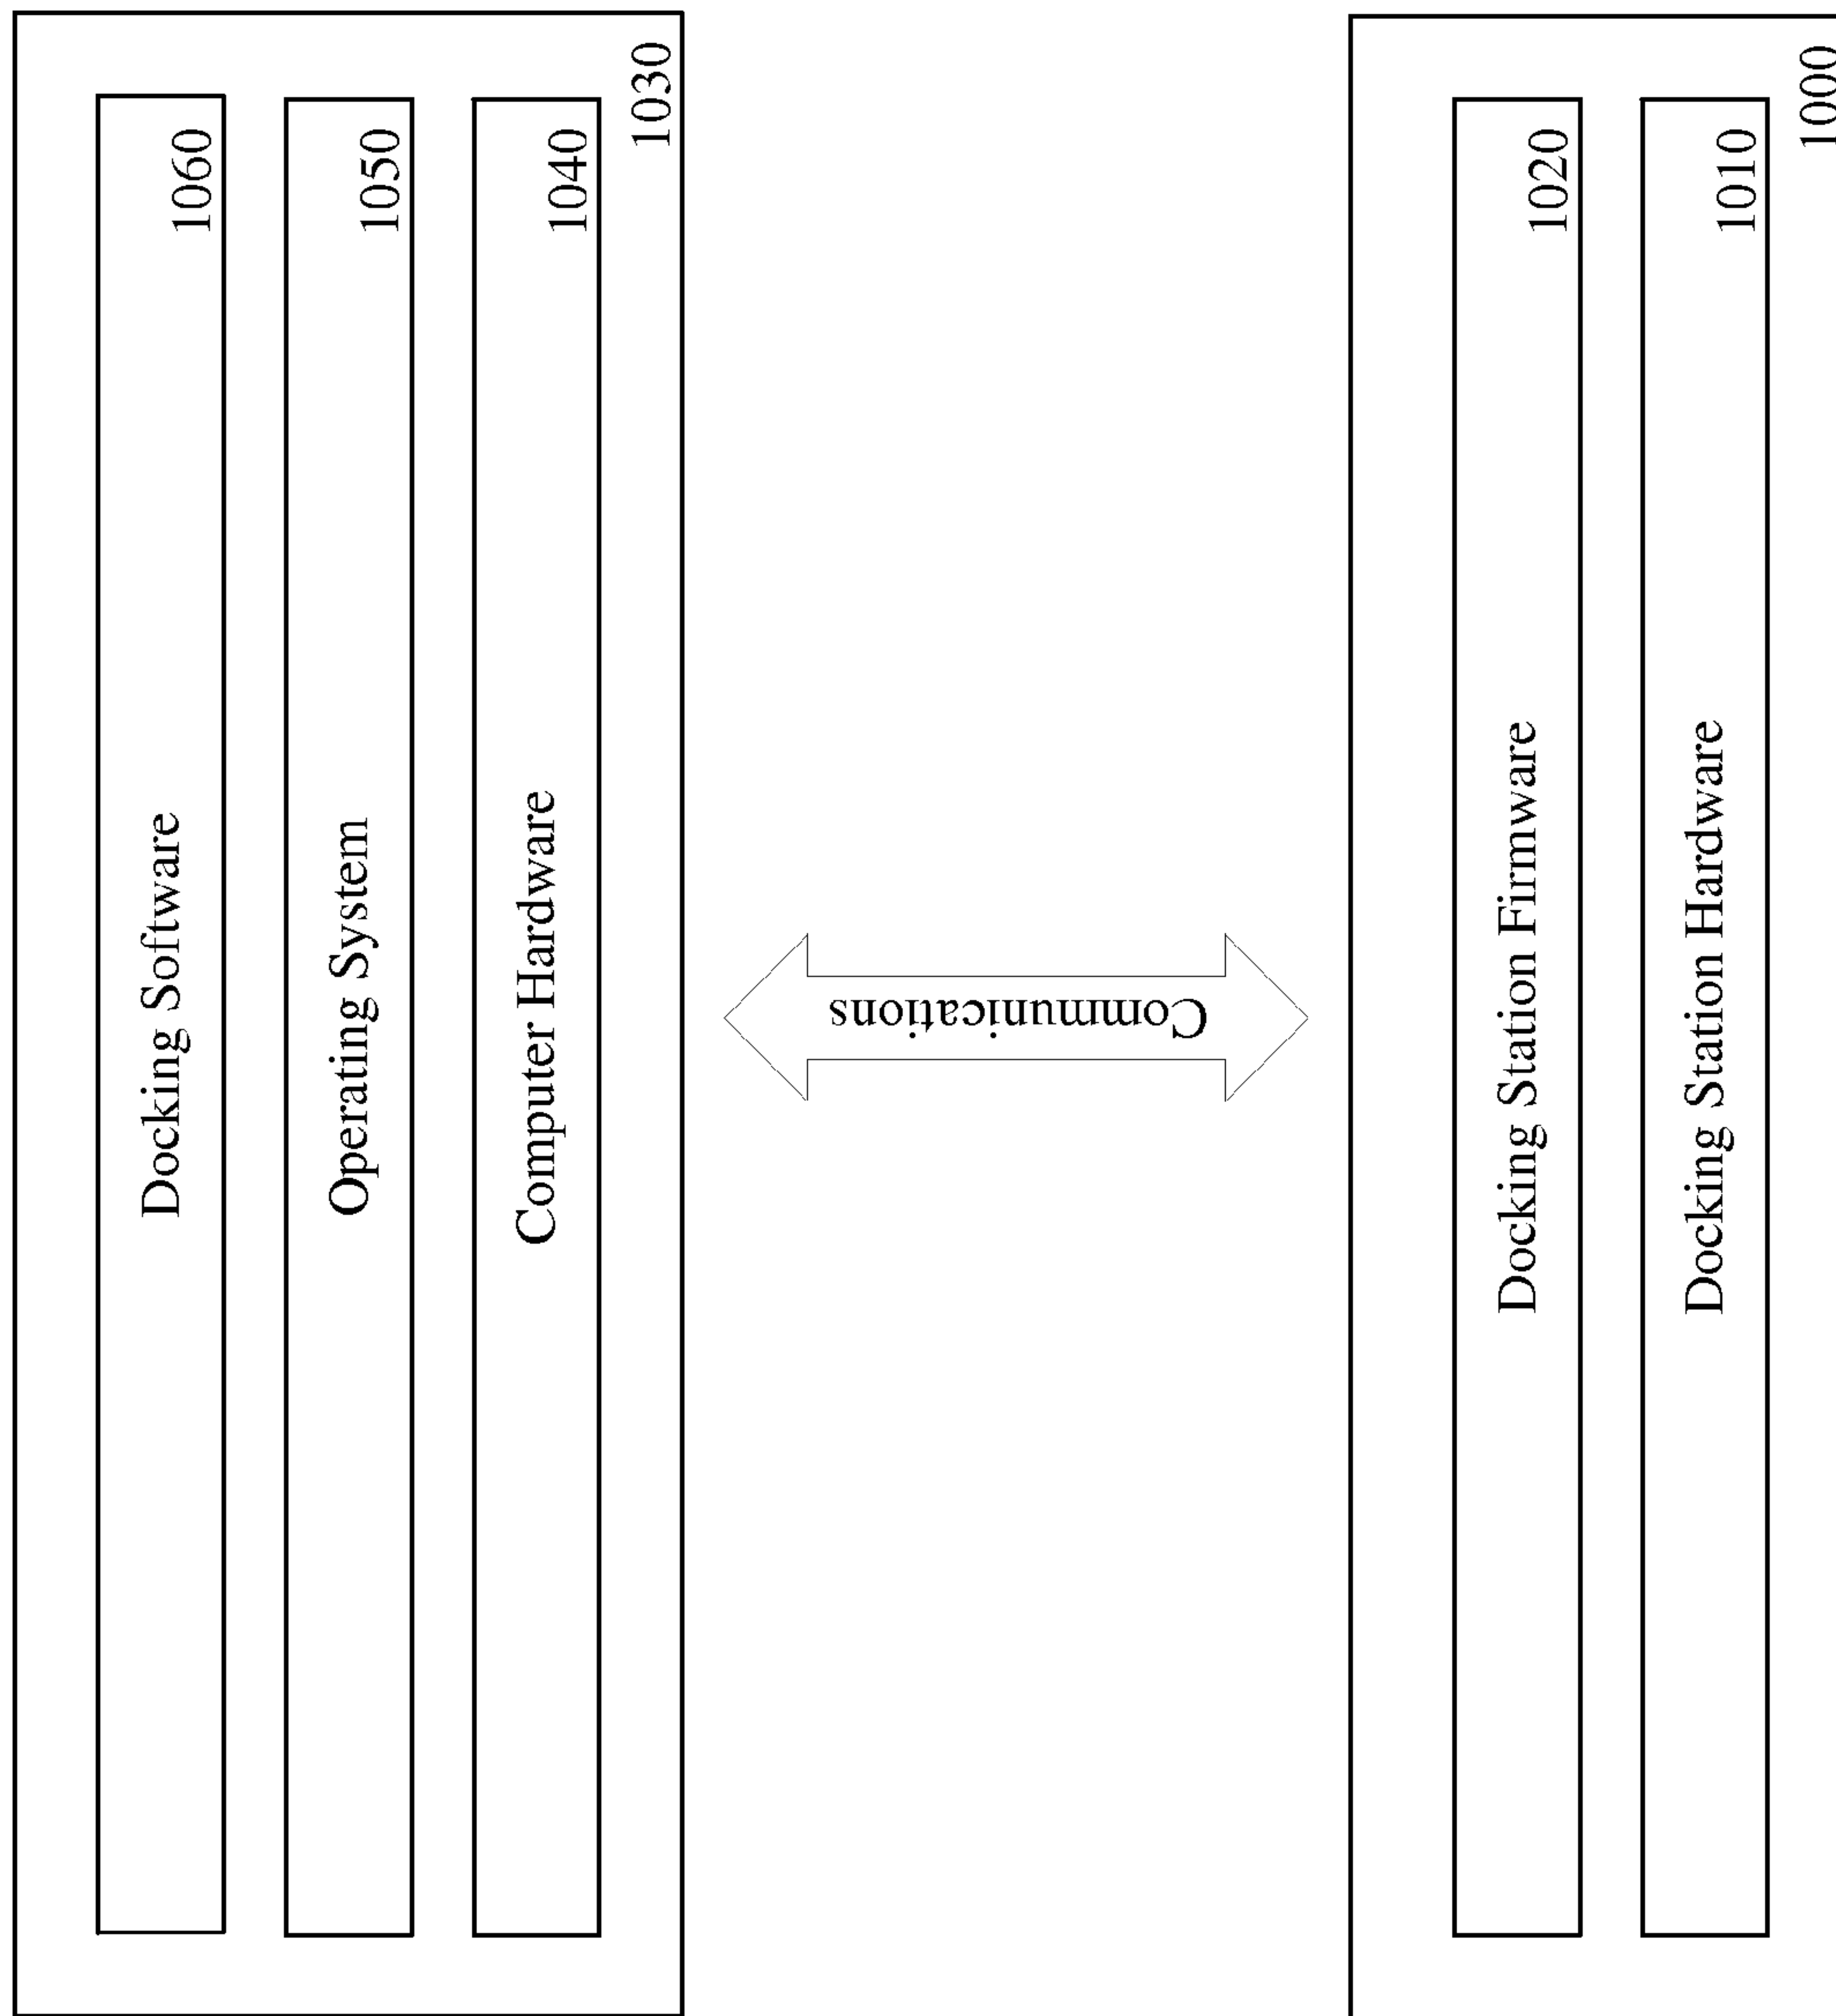 Docking Software
1060
Operating System
1050
Computer Hardware
1040
1030
Communications
Docking Station Firmware
1020
Docking Station Hardware
1010
1000